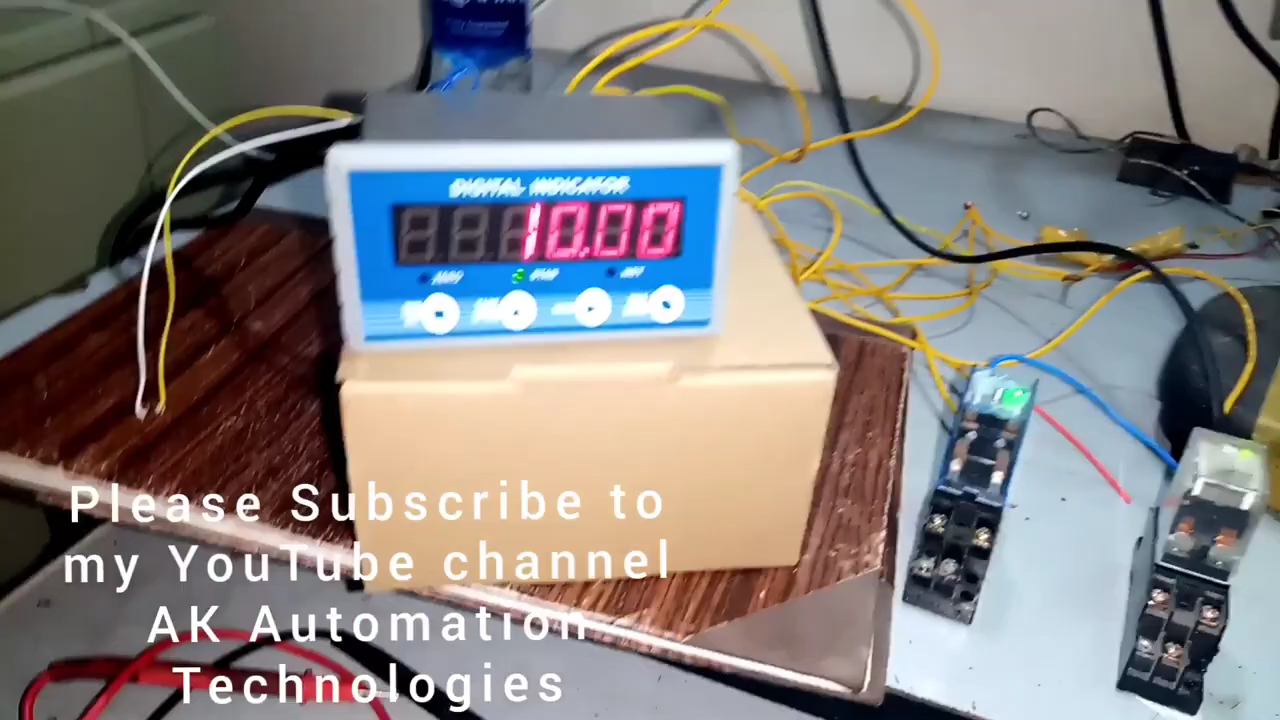 DIGITAL INDICATOR
10.00
Please Subscribe to
my YouTube channel
AK Automation
Technologies